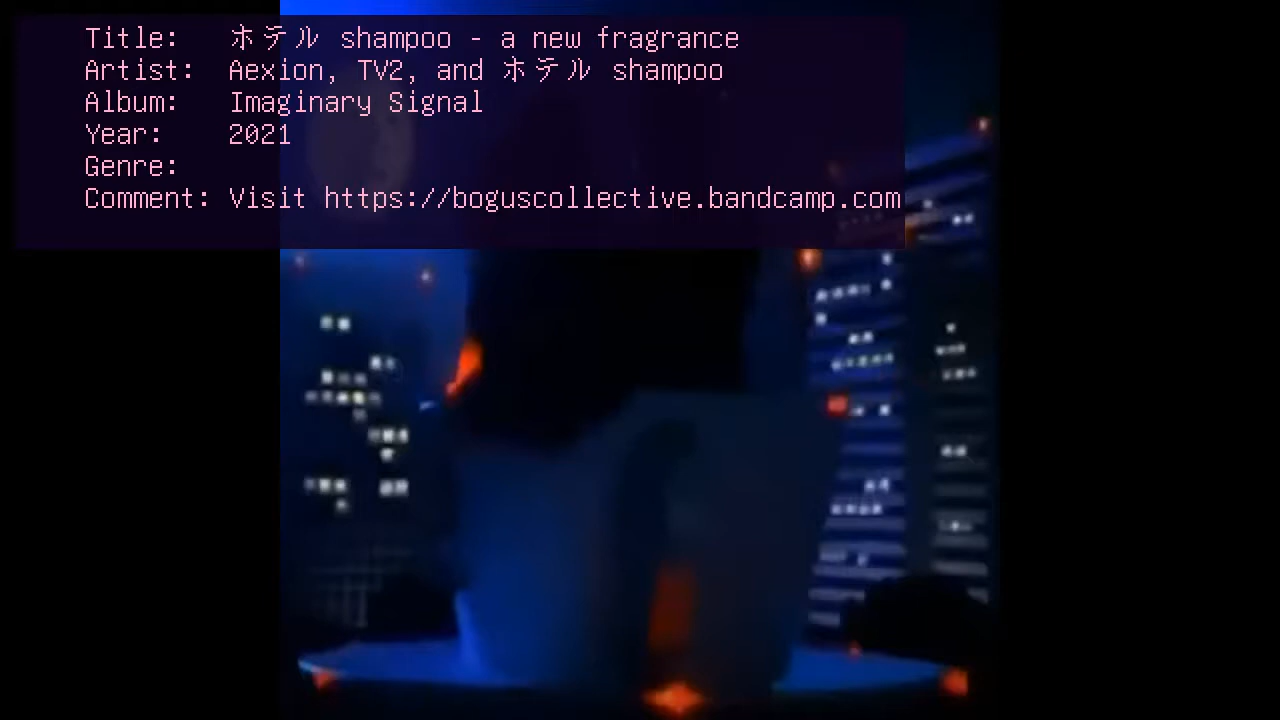 Title: ホテル shampoo - a new fragrance
Artist: Aexion, TV2, and ホテル shampoo
Album: Imaginary Signal
Year: 2021
Genre:
Comment: Visit https://boguscollective.bandcamp.com